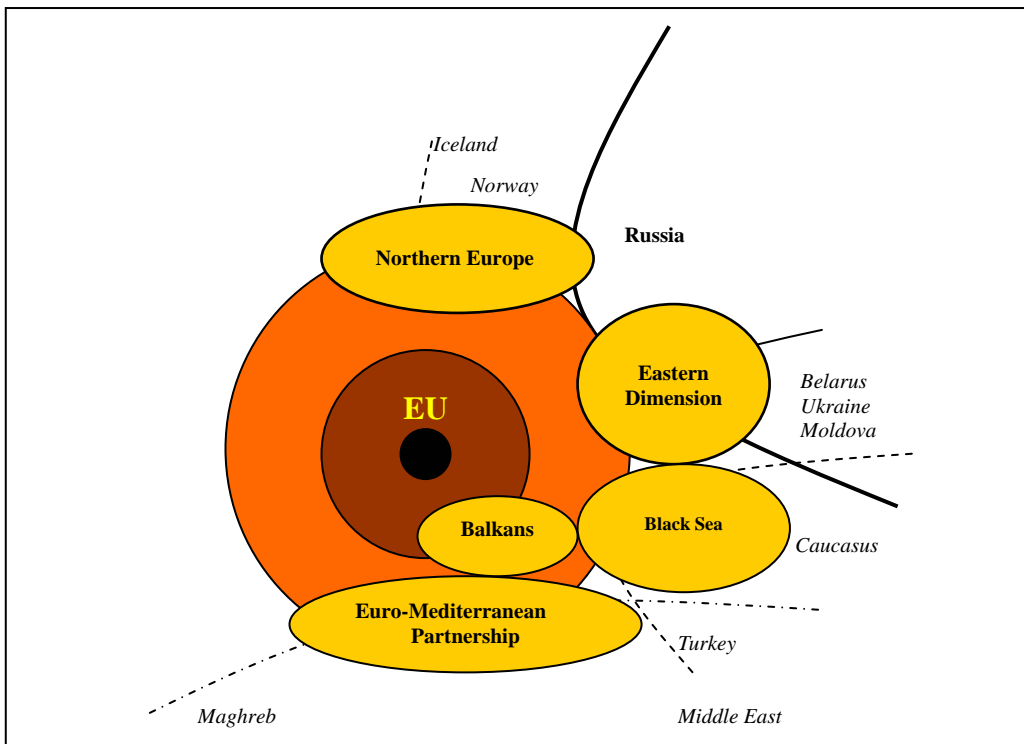 Iceland
Norway
Russia
Northern Europe
Eastern
Dimension
Belarus
Ukraine
Moldova
EU
Balkans
Black Sea
Caucasus
Euro-Mediterranean
Partnership
Turkey
Maghreb
Middle East